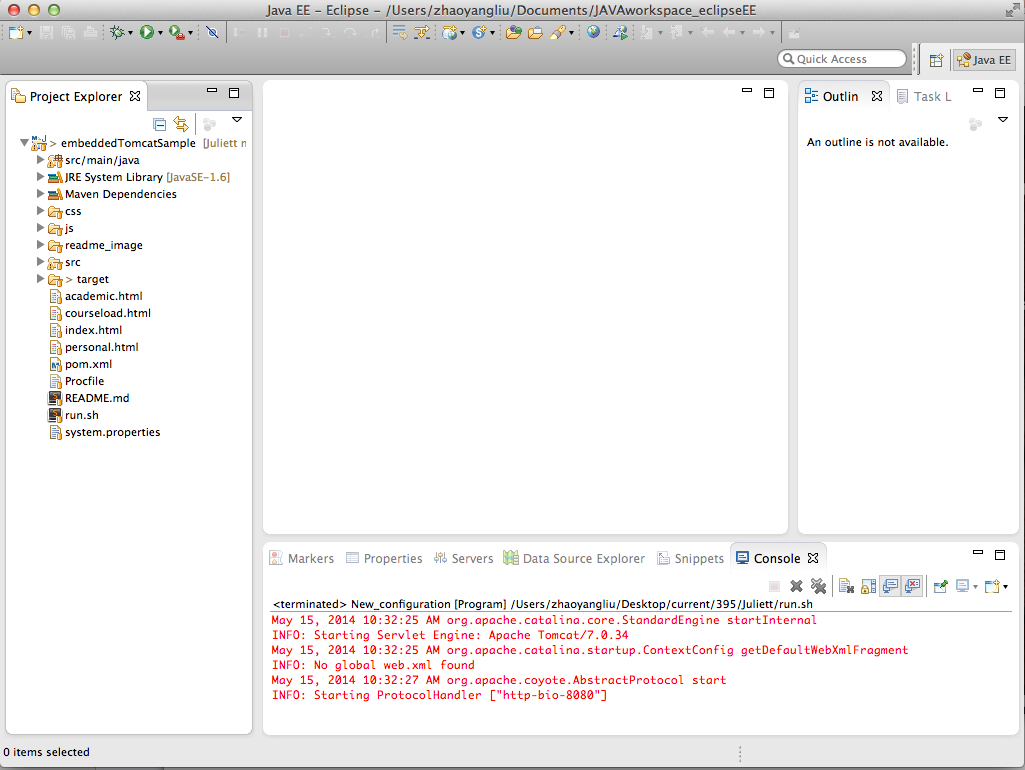 Java EE - Eclipse - /Users/zhaoyangliu/Documents/JAVAworkspace_eclipseEE
Quick Access
Java EE
Project Explorer
> embeddedTomcatSample [Juliett n
src/main/java
JRE System Library [JavaSE-1.6]
Maven Dependencies
css
js
readme_image
src
> target
academic.html
courseload.html
index.html
personal.html
pom.xml
Procfile
README.md
run.sh
system.properties
Outlin
Task L
An outline is not available.
Markers Properties Servers Data Source Explorer Snippets Console
<terminated> New_configuration [Program] /Users/zhaoyangliu/Desktop/current/395/Juliett/run.sh
May 15, 2014 10:32:25 AM org.apache.catalina.core.StandardEngine startInternal
INFO: Starting Servlet Engine: Apache Tomcat/7.0.34
May 15, 2014 10:32:25 AM org.apache.catalina.startup.ContextConfig getDefaultWebXmlFragment
INFO: No global web.xml found
May 15, 2014 10:32:27 AM org.apache.coyote.AbstractProtocol start
INFO: Starting ProtocolHandler ["http-bio-8080"]
0 items selected